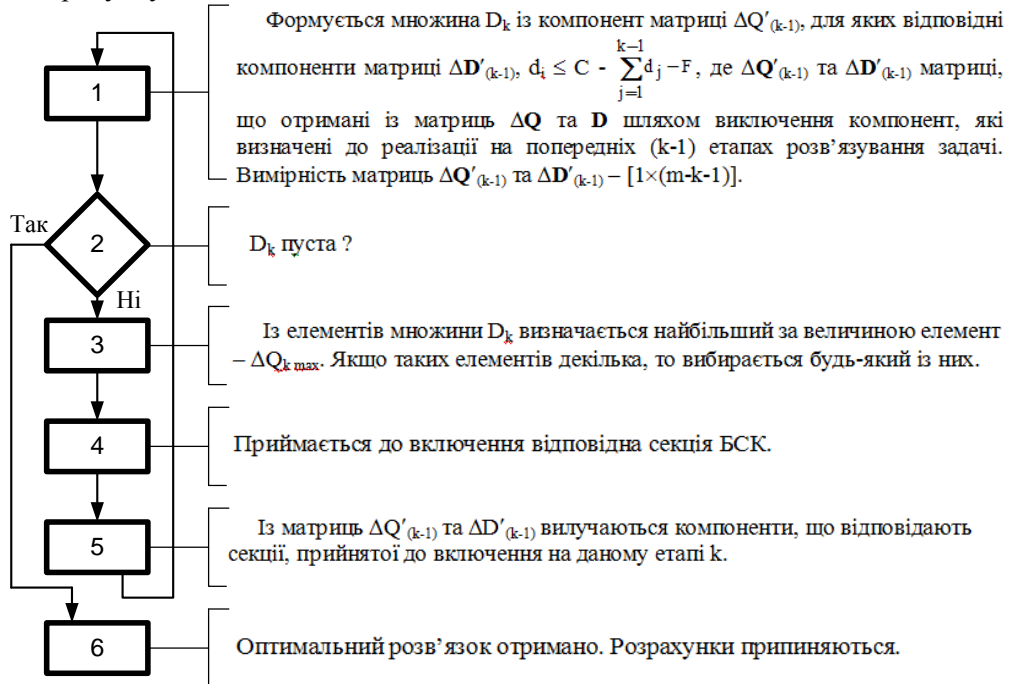 1
Формується множина Dk із компонент матриці ΔQ′(k-1), для яких відповідні
компоненти матриці ΔD′(k-1), di ≤ C - ∑(j=1)(k−1) dj − F, де ΔQ′(k-1) та ΔD′(k-1) матриці,
що отримані із матриць ΔQ та D шляхом виключення компонент, які
визначені до реалізації на попередніх (k-1) етапах розв’язування задачі.
Вимірність матриць ΔQ′(k-1) та ΔD′(k-1) – [1×(m-k-1)].
Так
2
Dk пуста ?
Ні
3
Із елементів множини Dk визначається найбільший за величиною елемент
– ΔQk max. Якщо таких елементів декілька, то вибирається будь-який із них.
4
Приймається до включення відповідна секція БСК.
5
Із матриць ΔQ′(k-1) та ΔD′(k-1) вилучаються компоненти, що відповідають
секції, прийнятої до включення на даному етапі k.
6
Оптимальний розв’язок отримано. Розрахунки припиняються.